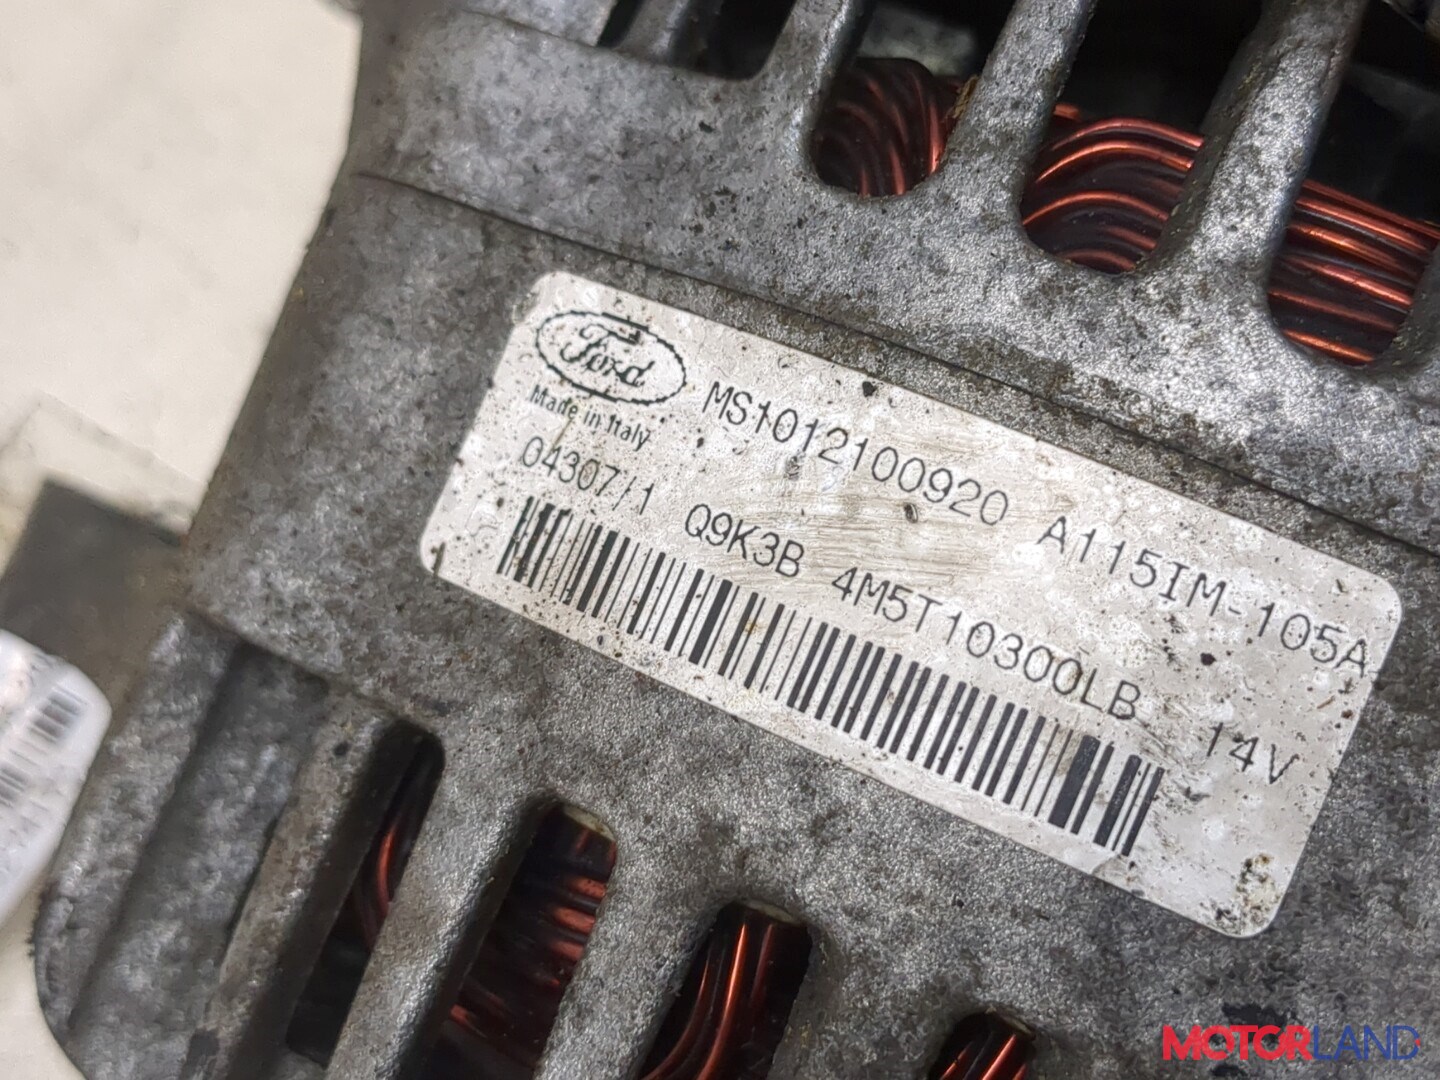 Ford
Made in Italy
MS1012100920 A115IM-105A
04307/1 Q9K3B 4M5T10300LB 14V
MOTORLAND